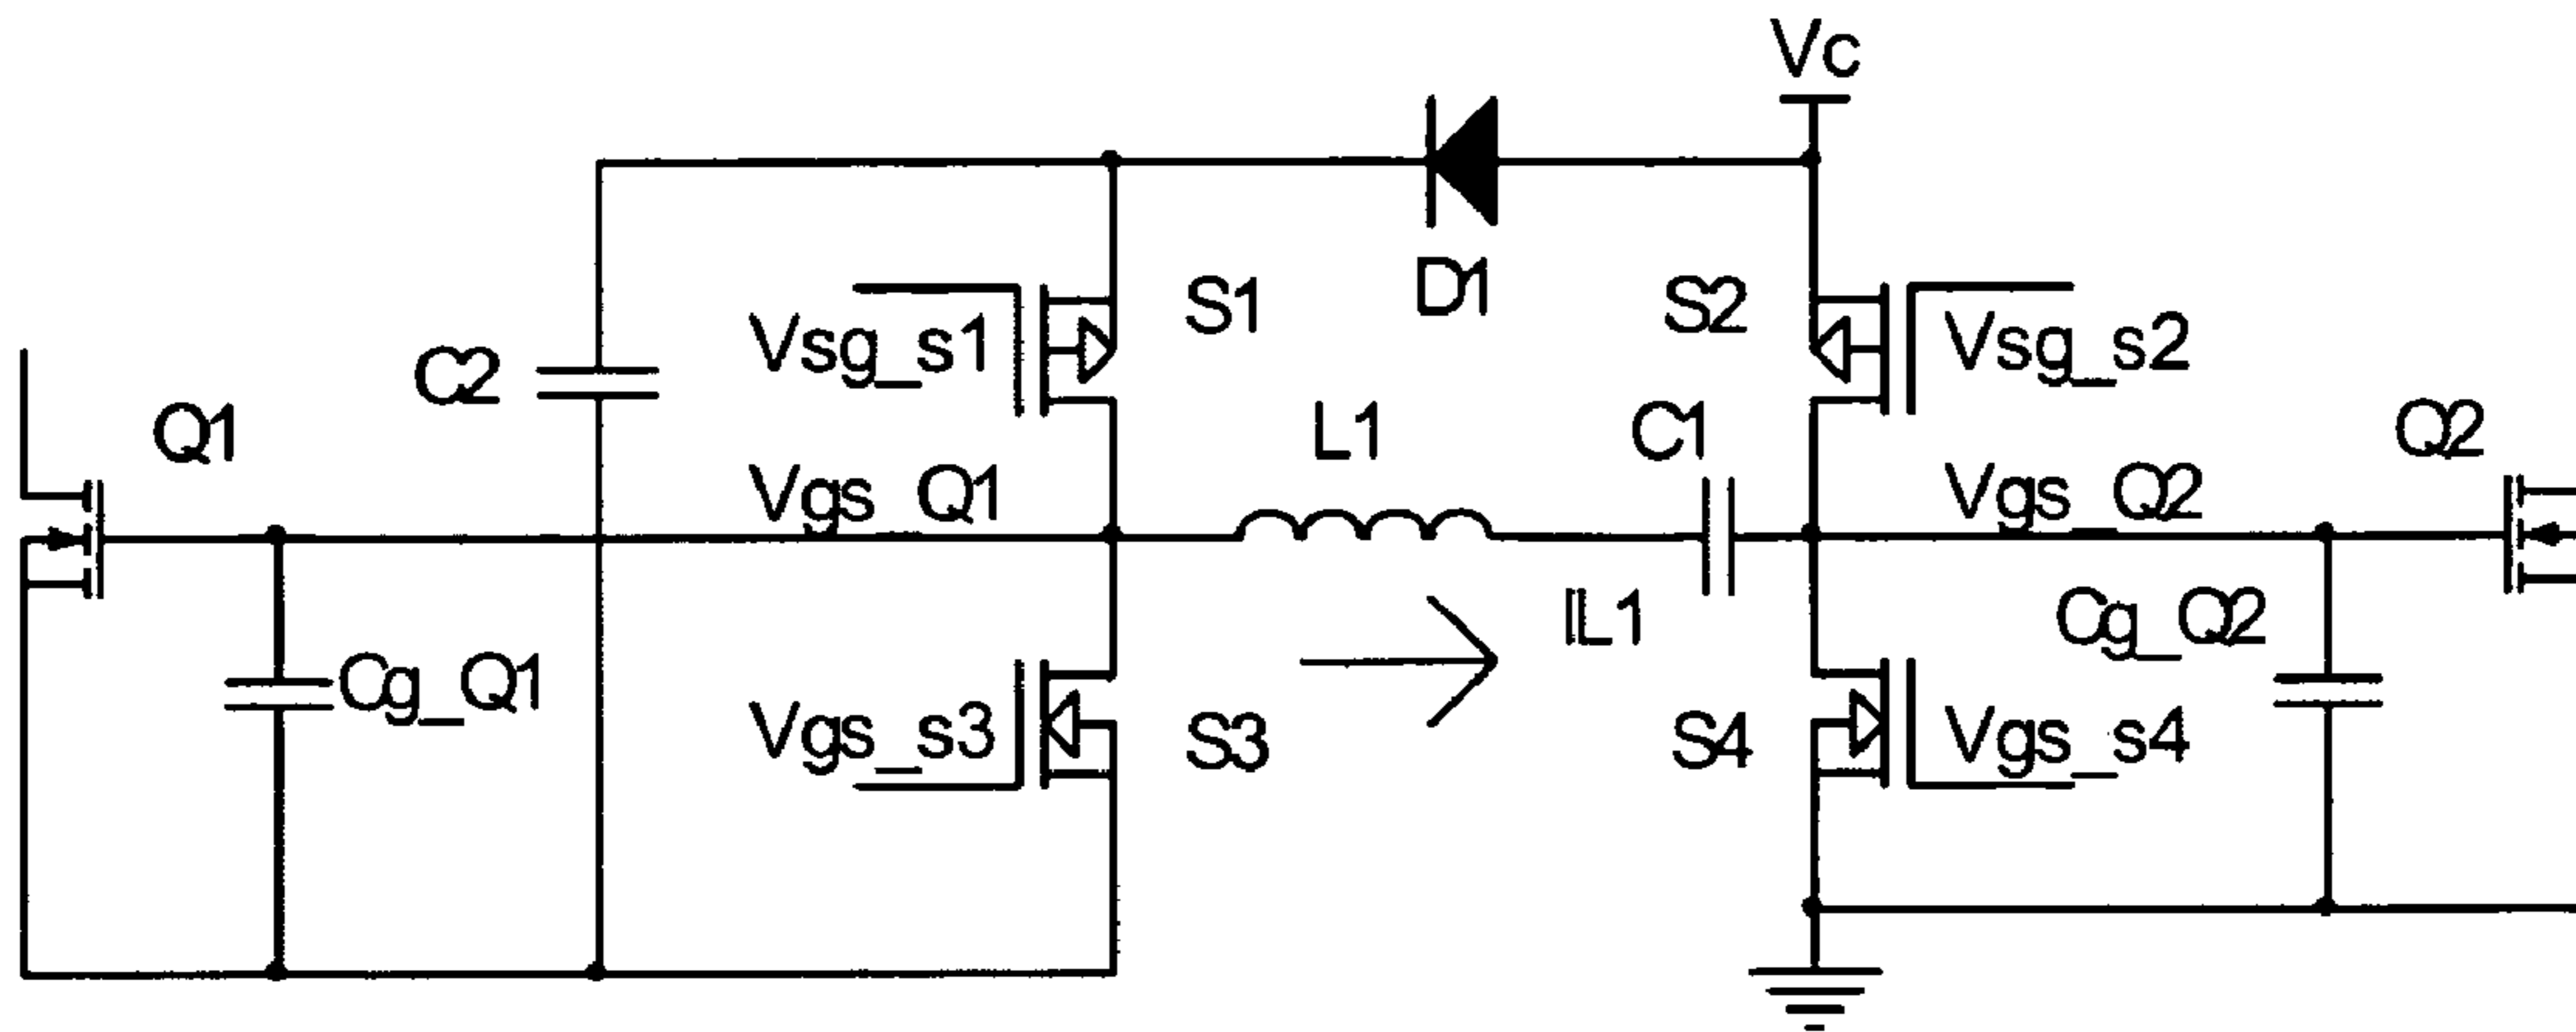 Vc
D1
S1
S2
Vsg_s1
Vsg_s2
C2
Q1
L1
C1
Q2
Vgs_Q1
Vgs_Q2
IL1
Cg_Q2
Cg_Q1
Vgs_s3
S3
S4
Vgs_s4